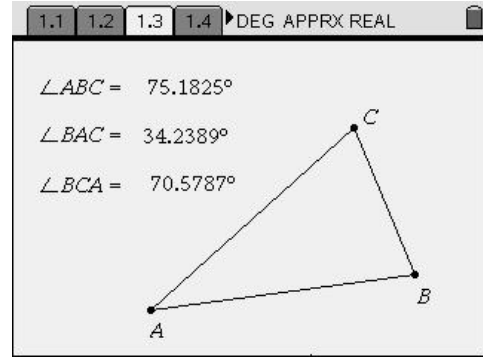 1.1 1.2 1.3 1.4 DEG APPRX REAL
∠ABC = 75.1825°
∠BAC = 34.2389°
∠BCA = 70.5787°
C
B
A